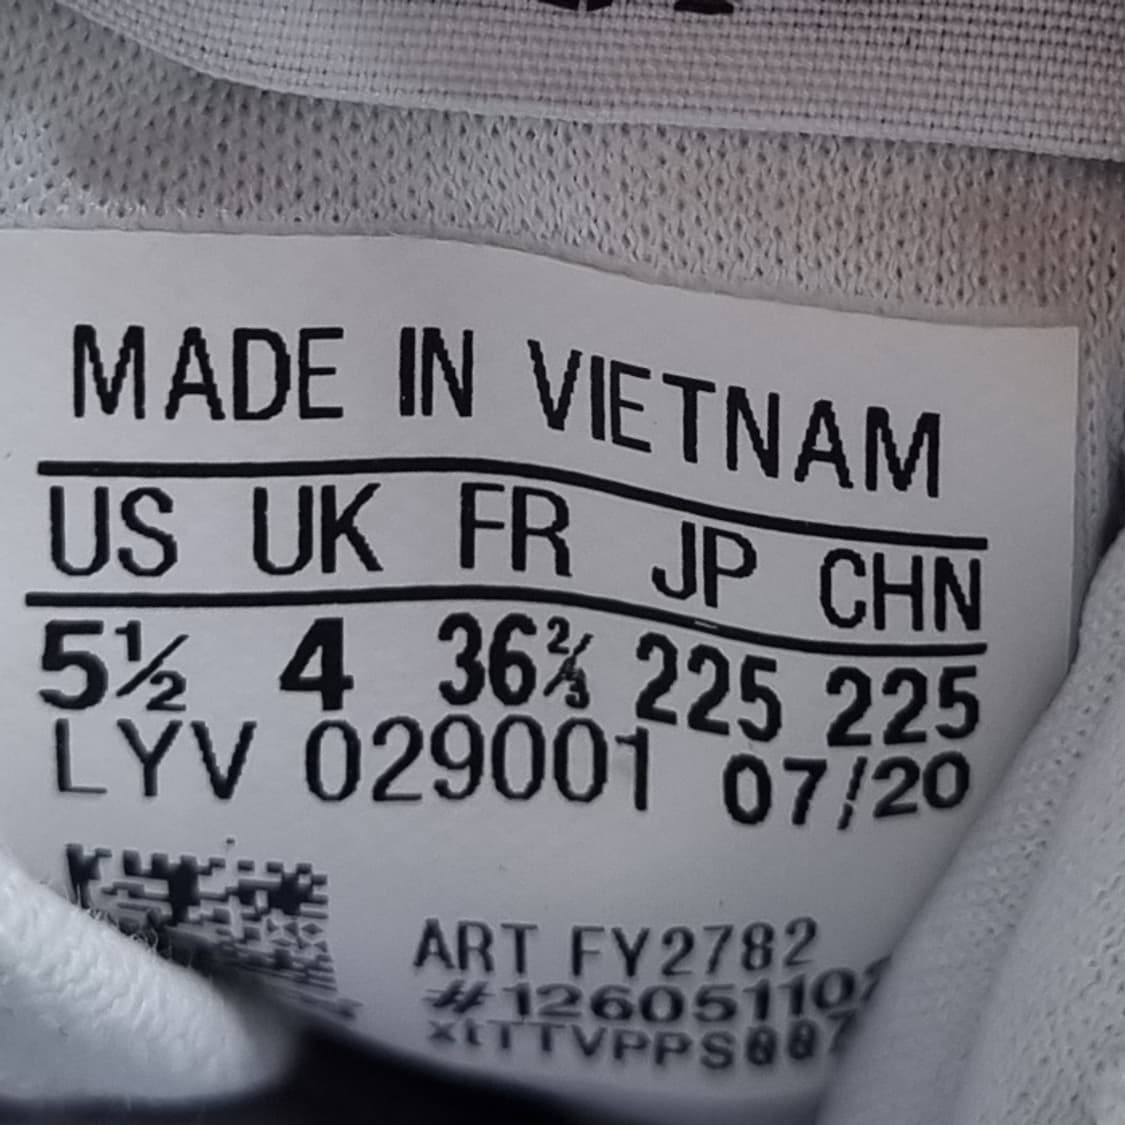 MADE IN VIETNAM
US UK FR JP CHN
5½ 4 36⅔ 225 225
LYV 029001 07/20
ART FY2782